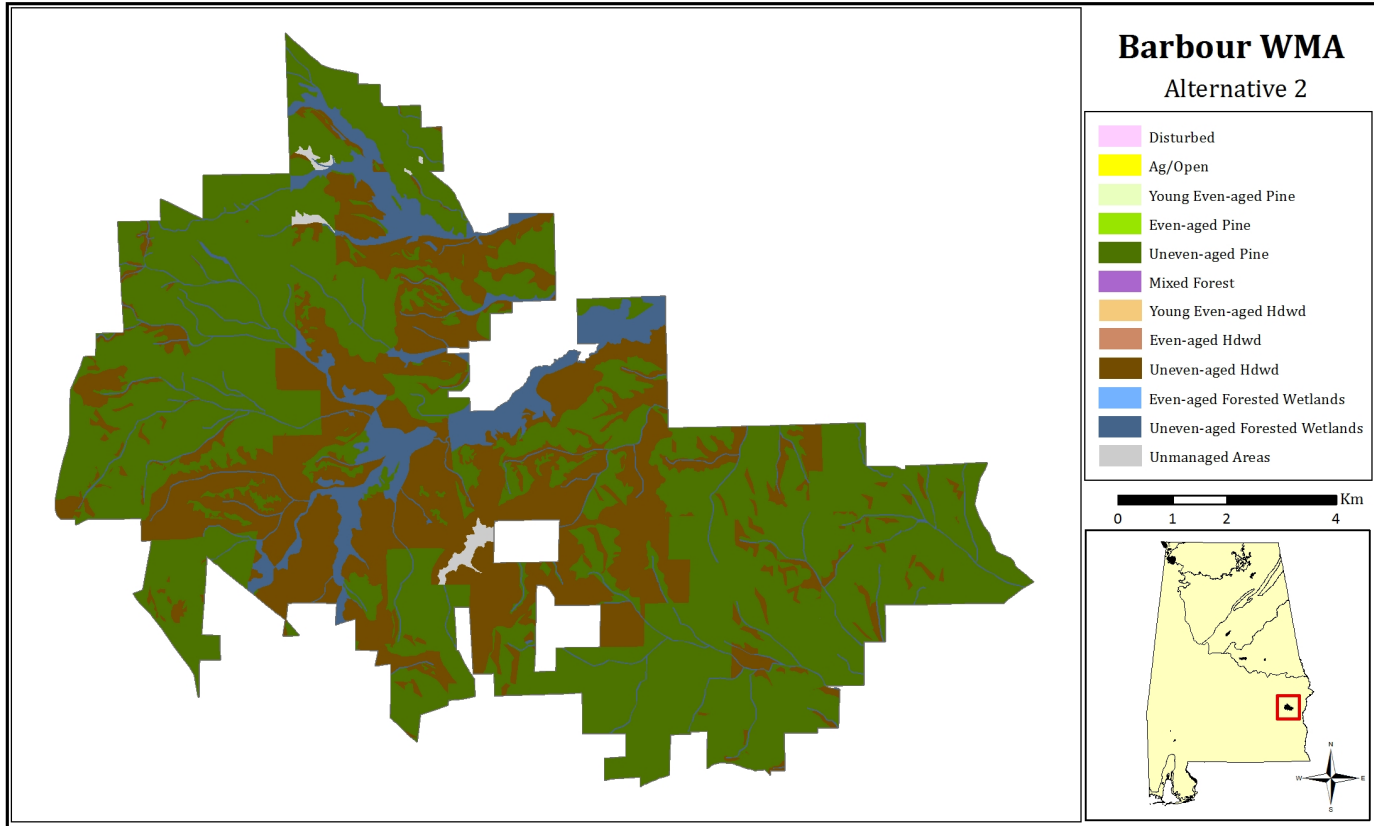 Barbour WMA
Alternative 2
Disturbed
Ag/Open
Young Even-aged Pine
Even-aged Pine
Uneven-aged Pine
Mixed Forest
Young Even-aged Hdwd
Even-aged Hdwd
Uneven-aged Hdwd
Even-aged Forested Wetlands
Uneven-aged Forested Wetlands
Unmanaged Areas
Km
0 1 2 4
N
W E
S